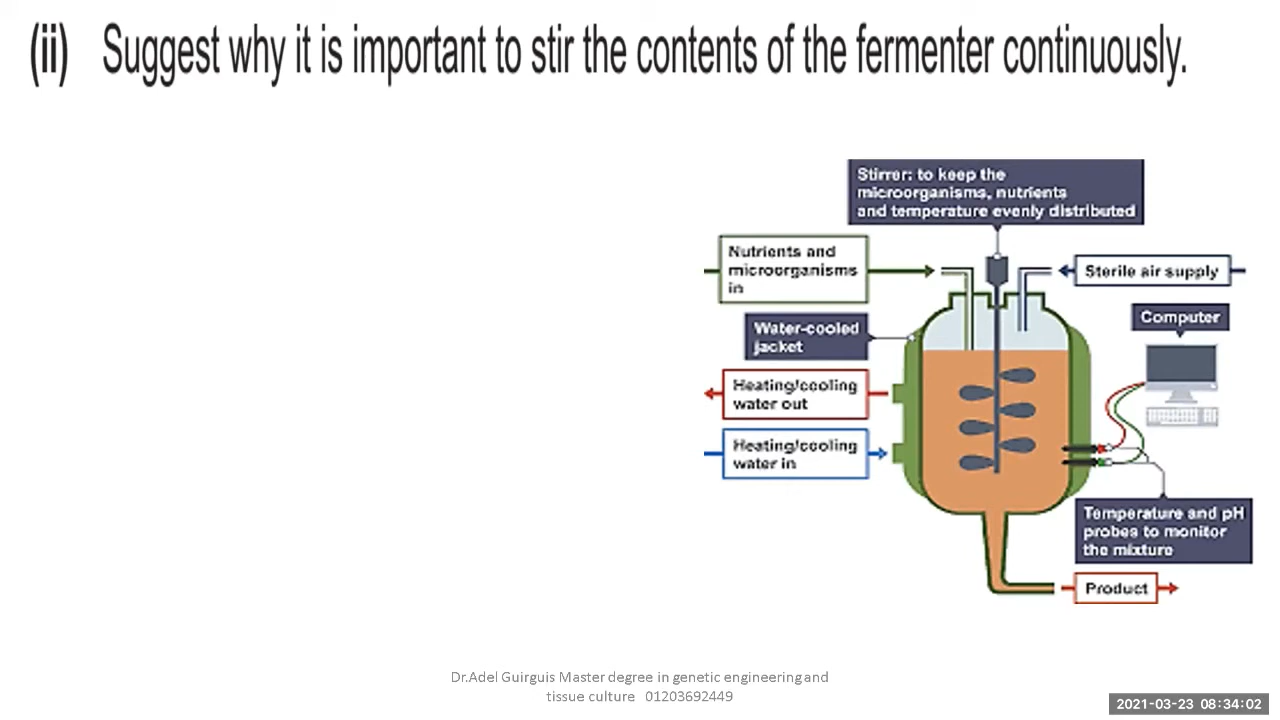 (ii) Suggest why it is important to stir the contents of the fermenter continuously.
Stirrer: to keep the
microorganisms, nutrients
and temperature evenly distributed
Nutrients and
microorganisms
in
Sterile air supply
Water-cooled
jacket
Computer
Heating/cooling
water out
Heating/cooling
water in
Temperature and pH
probes to monitor
the mixture
Product
Dr.Adel Guirguis Master degree in genetic engineering and
tissue culture 01203692449
2021-03-23 08:34:02